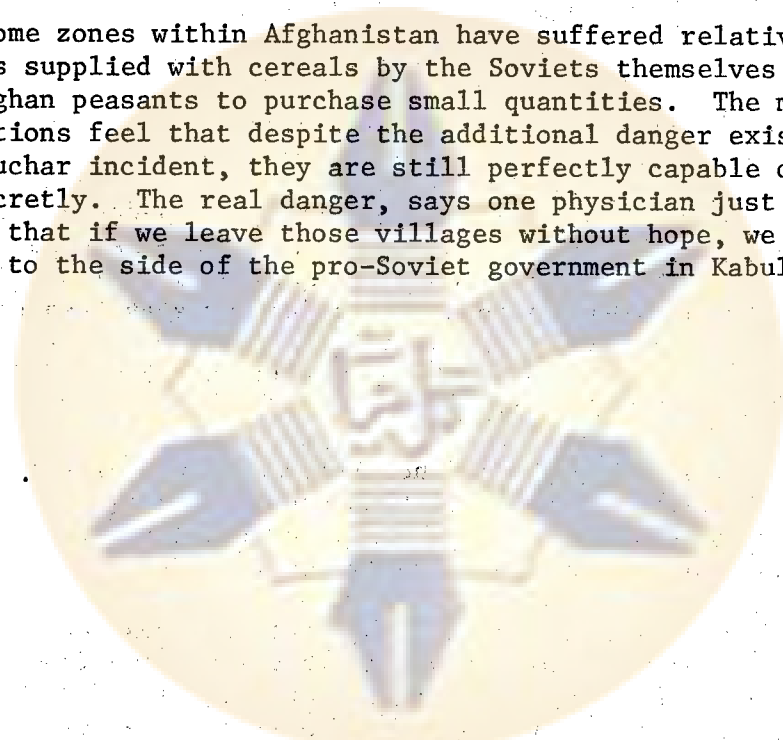 ome zones within Afghanistan have suffered relativ
s supplied with cereals by the Soviets themselves
ghan peasants to purchase small quantities. The
tions feel that despite the additional danger exis
uchar incident, they are still perfectly capable
cretly. The real danger, says one physician just
that if we leave those villages without hope, we
to the side of the pro-Soviet government in Kabul